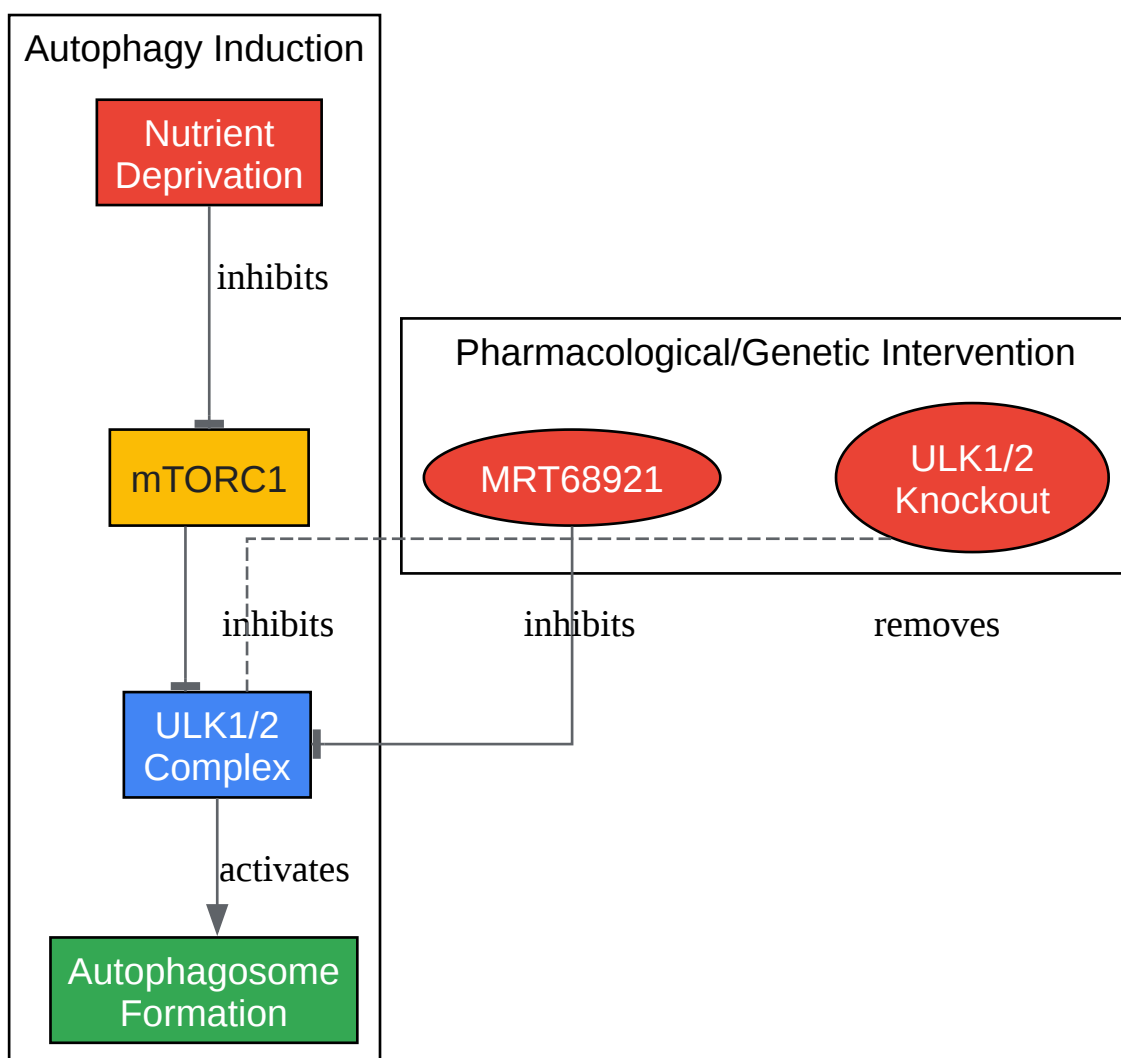 Autophagy Induction
Nutrient
Deprivation
inhibits
Pharmacological/Genetic Intervention
mTORC1
MRT68921
ULK1/2
Knockout
inhibits
inhibits
removes
ULK1/2
Complex
activates
Autophagosome
Formation